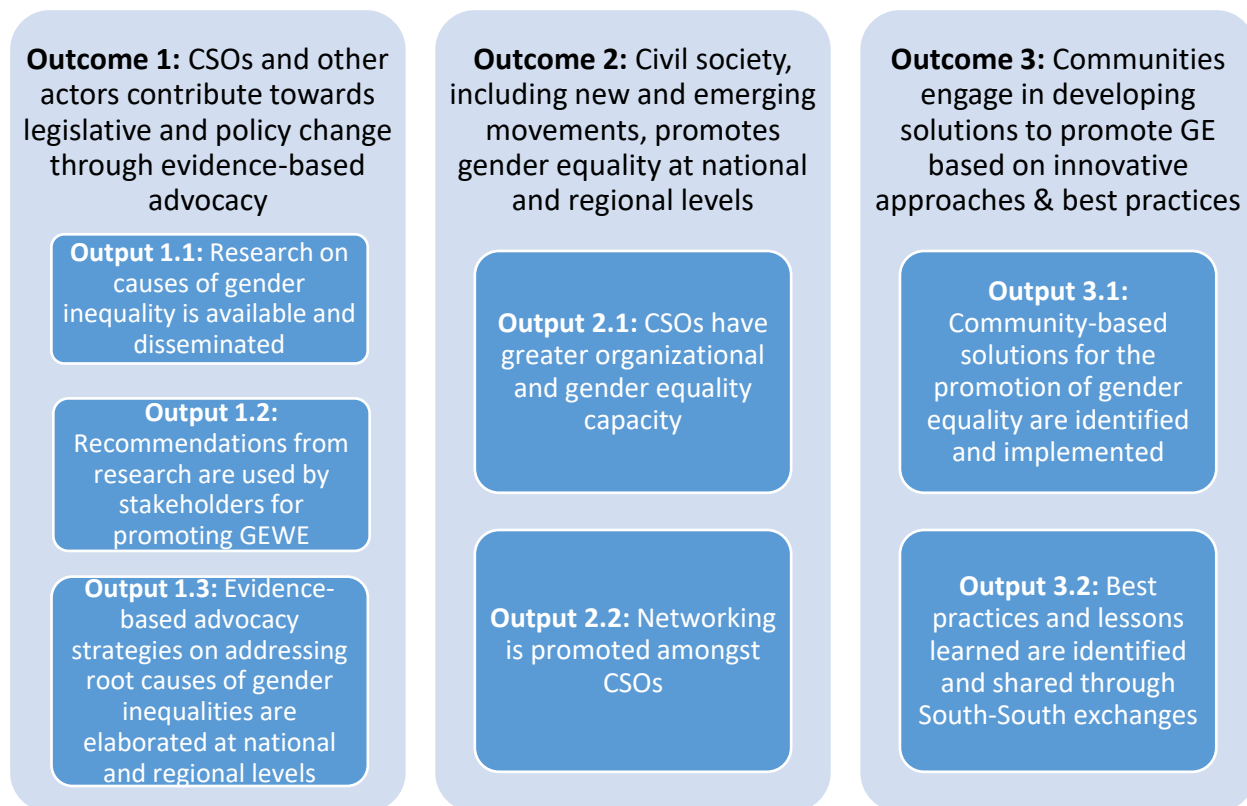 Outcome 1: CSOs and other
actors contribute towards
legislative and policy change
through evidence-based
advocacy
Output 1.1: Research on
causes of gender
inequality is available and
disseminated
Output 1.2:
Recommendations from
research are used by
stakeholders for
promoting GEWE
Output 1.3: Evidence-
based advocacy
strategies on addressing
root causes of gender
inequalities are
elaborated at national
and regional levels
Outcome 2: Civil society,
including new and emerging
movements, promotes
gender equality at national
and regional levels
Output 2.1: CSOs have
greater organizational
and gender equality
capacity
Output 2.2: Networking
is promoted amongst
CSOs
Outcome 3: Communities
engage in developing
solutions to promote GE
based on innovative
approaches & best practices
Output 3.1:
Community-based
solutions for the
promotion of gender
equality are identified
and implemented
Output 3.2: Best
practices and lessons
learned are identified
and shared through
South-South exchanges